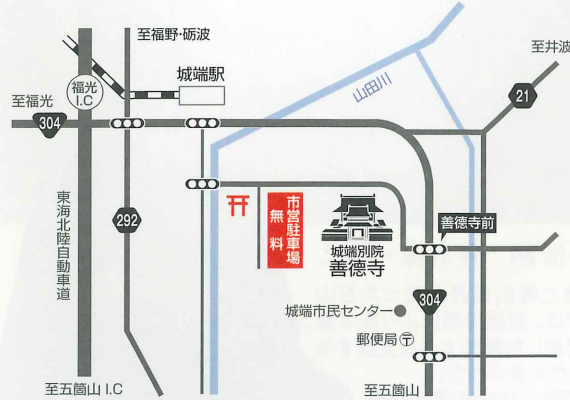 至福野・砺波
至井波
城端駅
福光
I.C
至福光
304
山田川
21
東海北陸自動車道
292
市営駐車場
無料
城端別院
善德寺
善德寺前
304
城端市民センター
郵便局〒
至五箇山 I.C
至五箇山